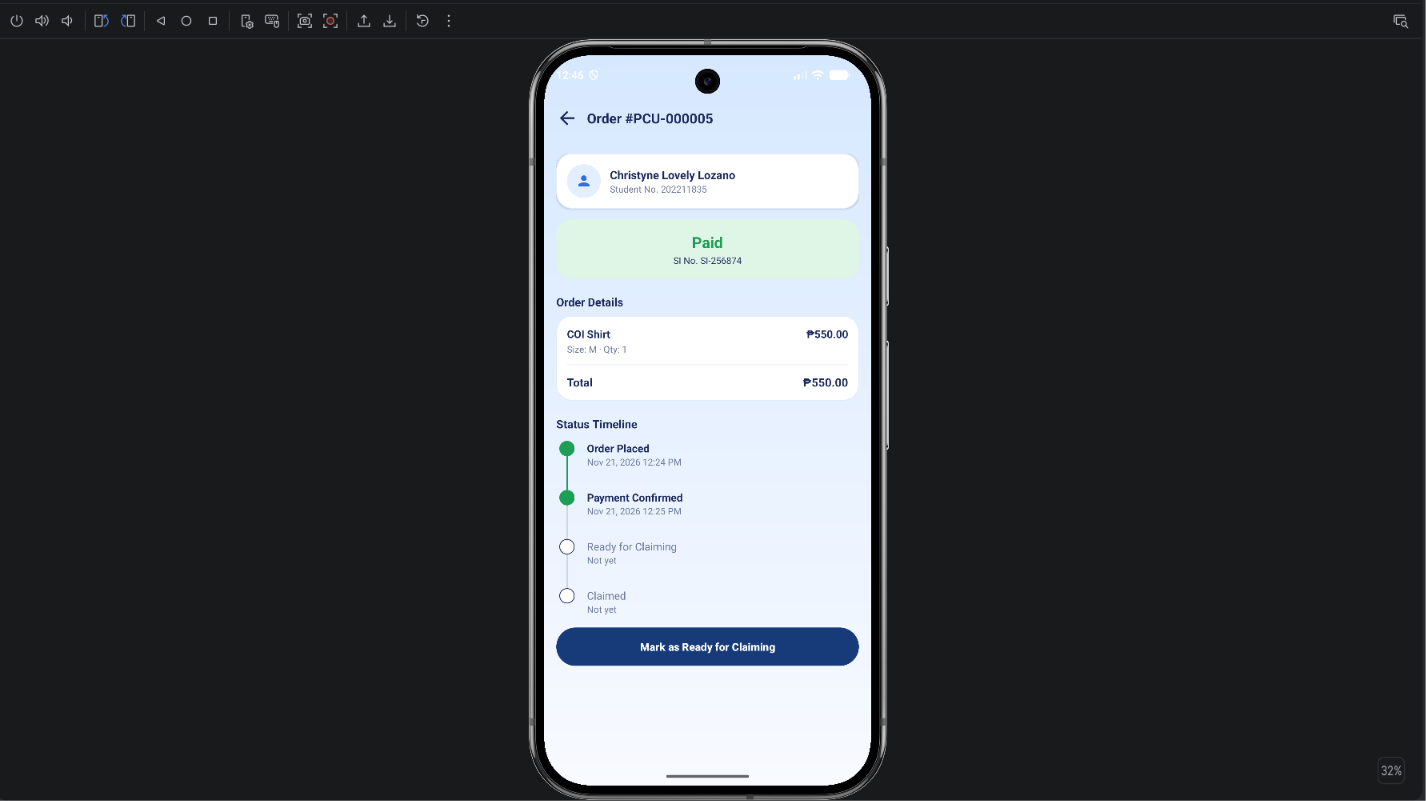 12:46
Order #PCU-000005
Christyne Lovely Lozano
Student No. 202211835
Paid
SI No. SI-256874
Order Details
COI Shirt ₱550.00
Size: M · Qty: 1
Total ₱550.00
Status Timeline
Order Placed
Nov 21, 2026 12:24 PM
Payment Confirmed
Nov 21, 2026 12:25 PM
Ready for Claiming
Not yet
Claimed
Not yet
Mark as Ready for Claiming
32%